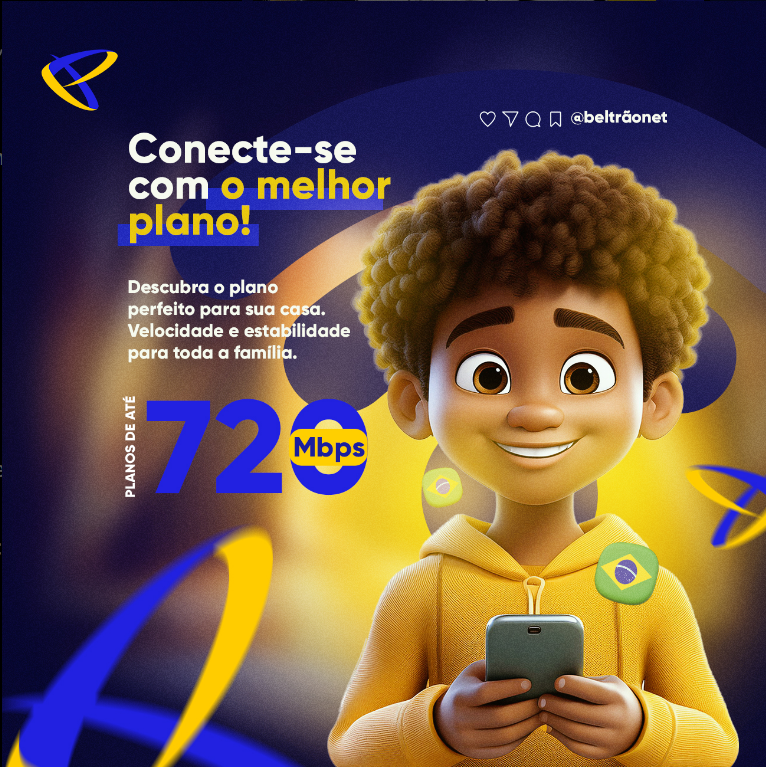 @beltrãonet
Conecte-se
com o melhor
plano!
Descubra o plano
perfeito para sua casa.
Velocidade e estabilidade
para toda a família.
PLANOS DE ATÉ
720
Mbps